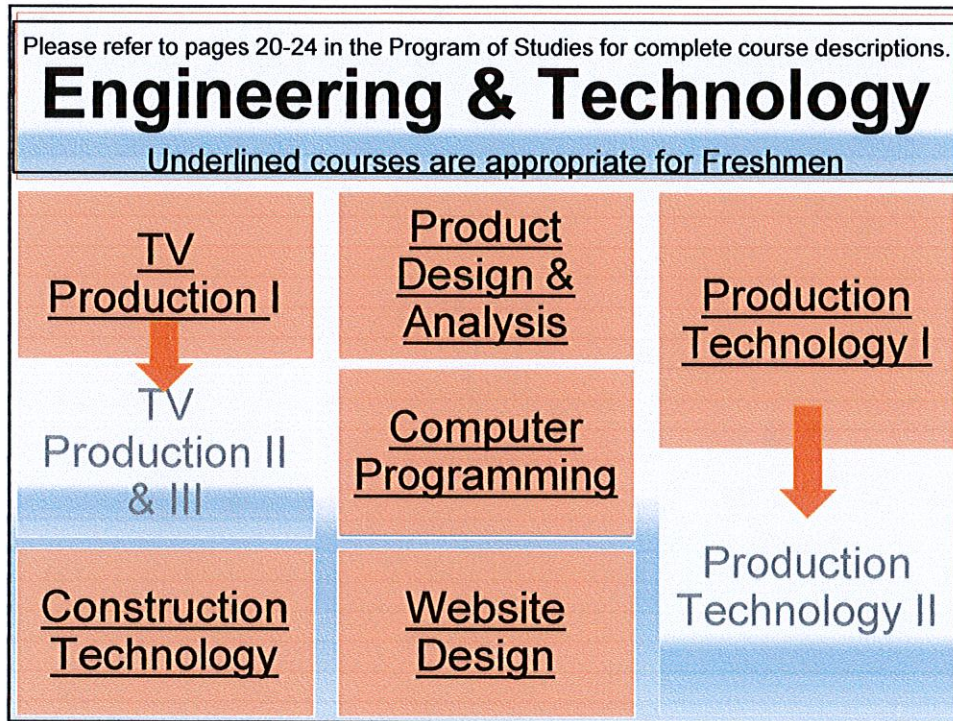 Please refer to pages 20-24 in the Program of Studies for complete course descriptions.
Engineering & Technology
Underlined courses are appropriate for Freshmen
TV
Production I
TV
Production II
& III
Construction
Technology
Product
Design &
Analysis
Computer
Programming
Website
Design
Production
Technology I
Production
Technology II